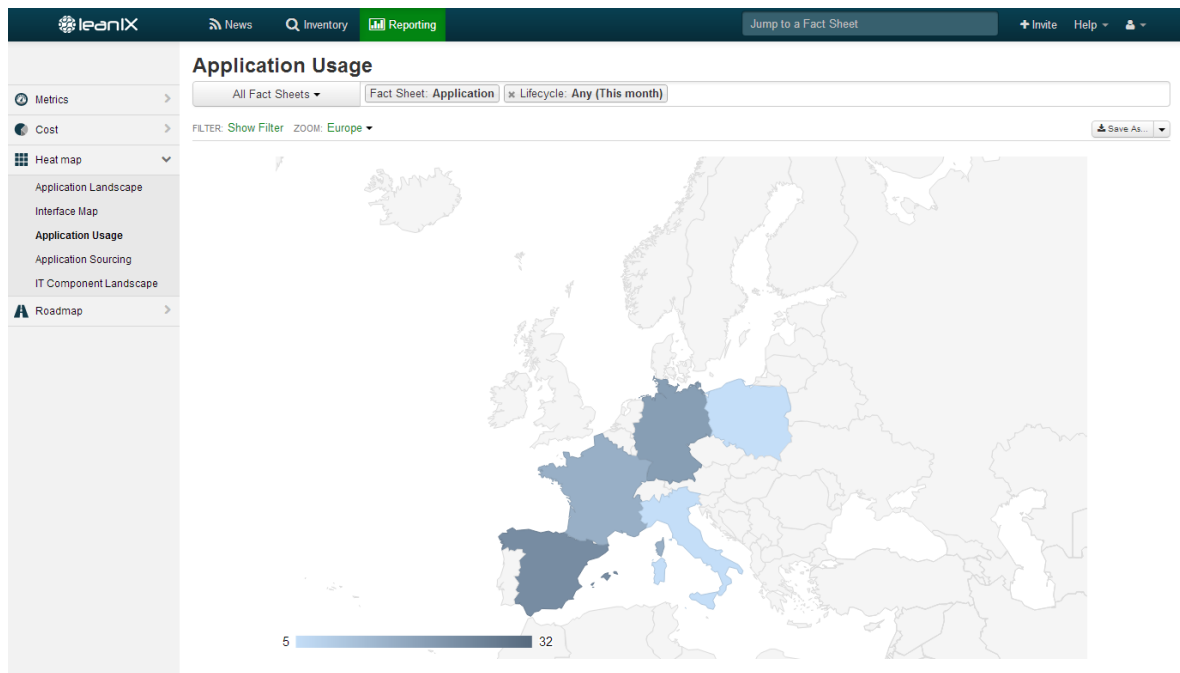 leanIX News Inventory Reporting Jump to a Fact Sheet Invite Help
Application Usage
All Fact Sheets Fact Sheet: Application × Lifecycle: Any (This month)
FILTER: Show Filter ZOOM: Europe Save As...
Metrics
Cost
Heat map
Application Landscape
Interface Map
Application Usage
Application Sourcing
IT Component Landscape
Roadmap
5 32